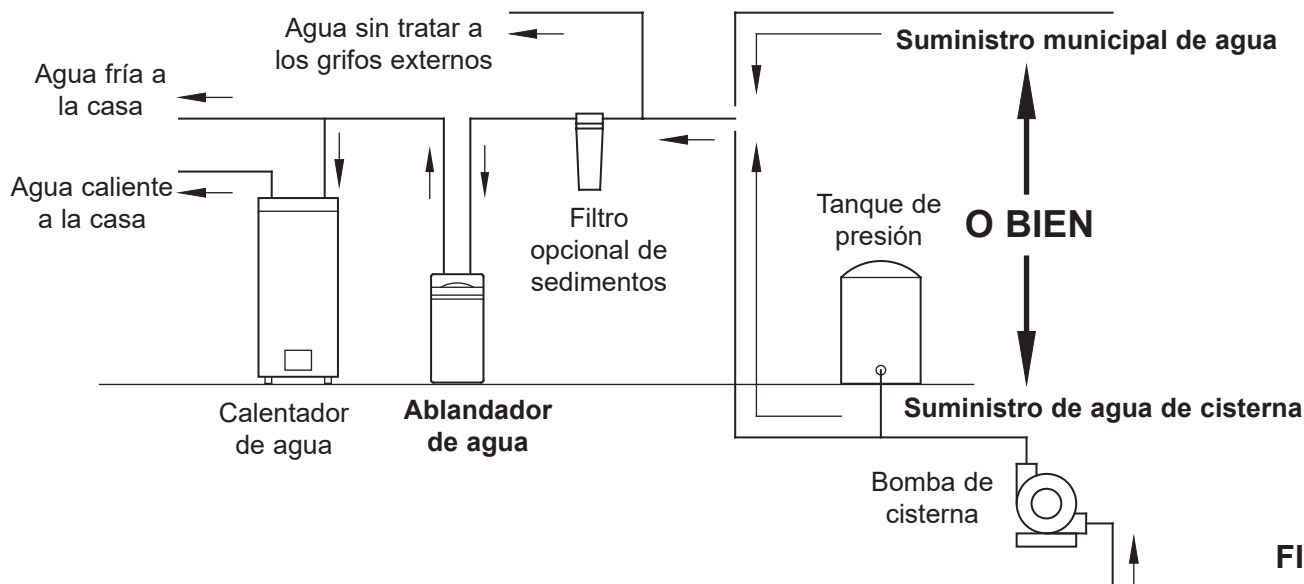 Agua sin tratar a
los grifos externos
Suministro municipal de agua
Agua fría a
la casa
Agua caliente
a la casa
Filtro
opcional de
sedimentos
Tanque de
presión
O BIEN
Calentador
de agua
Ablandador
de agua
Suministro de agua de cisterna
Bomba de
cisterna
FI